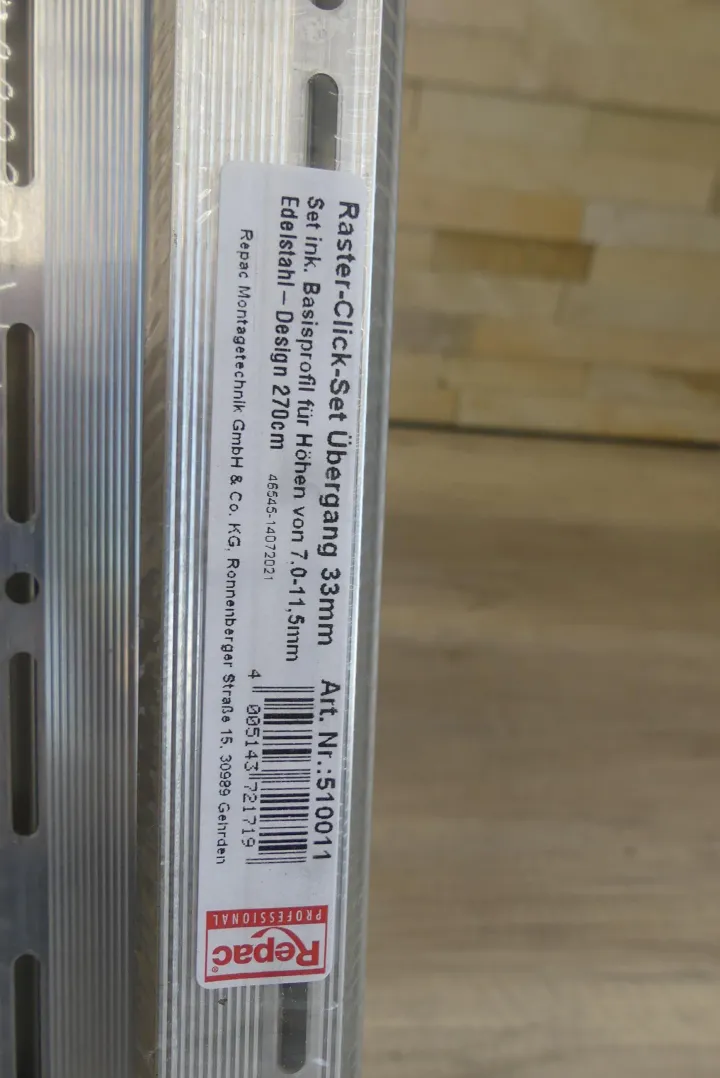 Raster-Click-Set Übergang 33mm Art. Nr.:510011
Set ink. Basisprofil für Höhen von 7,0-11,5mm
Edelstahl – Design 270cm
46545-14072021
4 005143 721719
Repac Montagetechnik GmbH & Co. KG, Ronnenberger Straße 15, 30989 Gehrden
Repac®
PROFESSIONAL